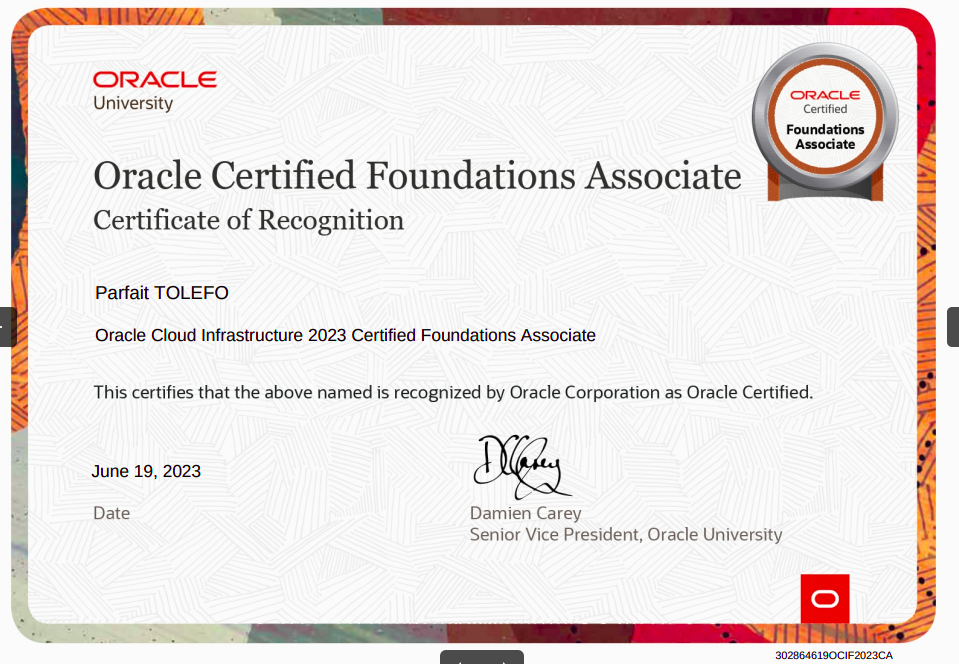 ORACLE
University
ORACLE
Certified
Foundations
Associate
Oracle Certified Foundations Associate
Certificate of Recognition
Parfait TOLEFO
Oracle Cloud Infrastructure 2023 Certified Foundations Associate
This certifies that the above named is recognized by Oracle Corporation as Oracle Certified.
DCCarey
June 19, 2023
Date
Damien Carey
Senior Vice President, Oracle University
302864619OCIF2023CA